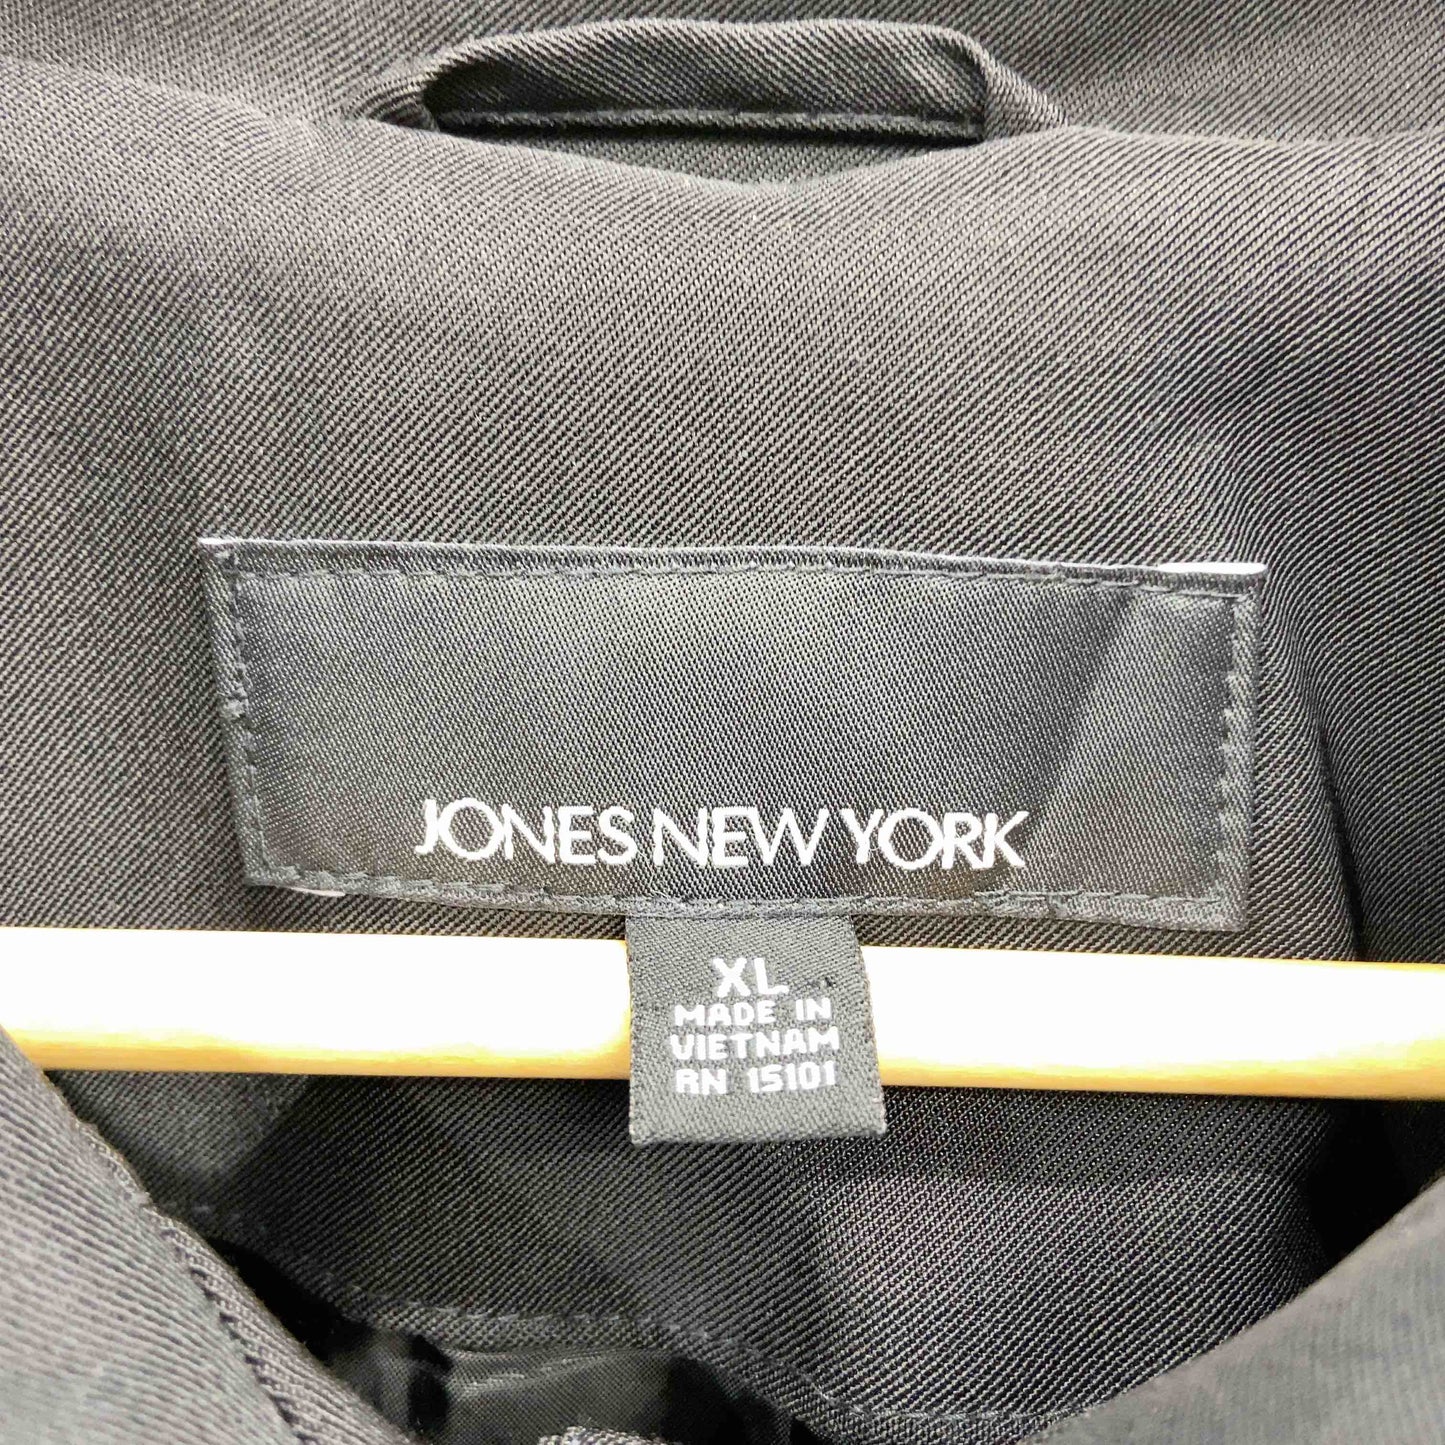 JONES NEW YORK
XL
MADE IN
VIETNAM
RN 15101